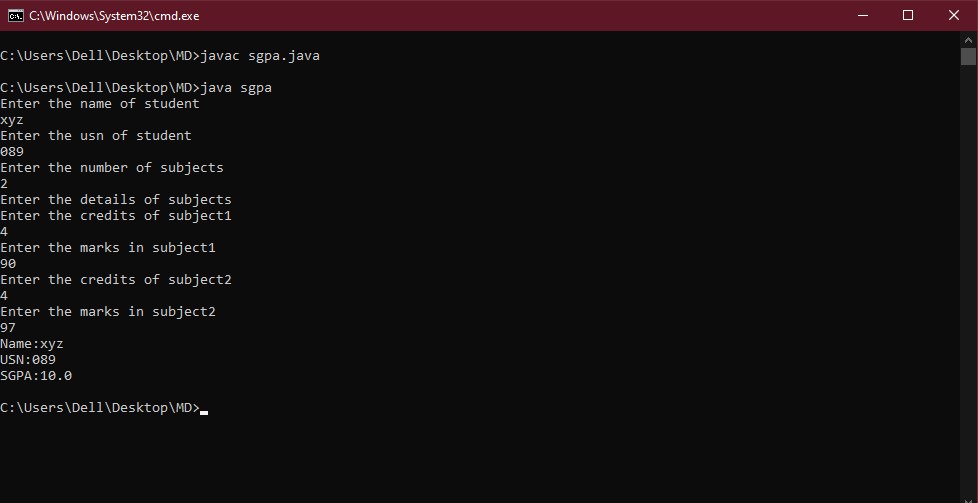 C:\Windows\System32\cmd.exe
C:\Users\Dell\Desktop\MD>javac sgpa.java
C:\Users\Dell\Desktop\MD>java sgpa
Enter the name of student
xyz
Enter the usn of student
089
Enter the number of subjects
2
Enter the details of subjects
Enter the credits of subject1
4
Enter the marks in subject1
90
Enter the credits of subject2
4
Enter the marks in subject2
97
Name:xyz
USN:089
SGPA:10.0
C:\Users\Dell\Desktop\MD>